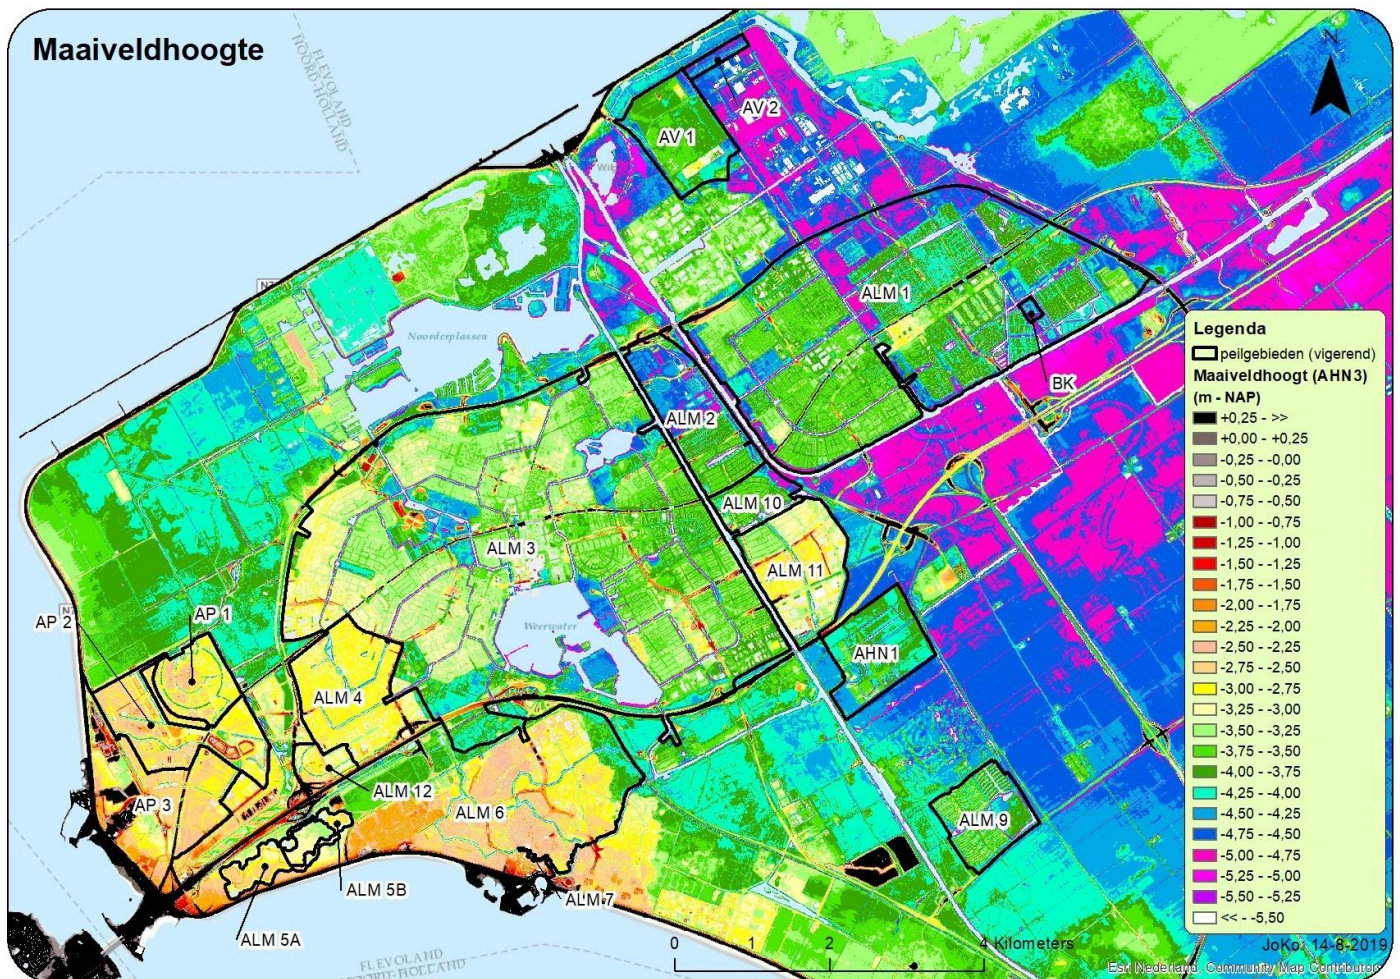 Maaiveldhoogte
FLEVOLAND
NOORD-HOLLAND
N
AV 2
AV 1
ALM 1
Noorderplassen
BK
ALM 2
ALM 10
ALM 3
ALM 11
Weerwater
AP 2
AP 1
AHN1
ALM 4
ALM 12
AP 3
ALM 6
ALM 9
ALM 5B
ALM 7
ALM 5A
FLEVOLAND
NOORD-HOLLAND
0 1 2 4 Kilometers
Legenda
peilgebieden (vigerend)
Maaiveldhoogt (AHN3)
(m - NAP)
+0,25 - >>
+0,00 - +0,25
-0,25 - -0,00
-0,50 - -0,25
-0,75 - -0,50
-1,00 - -0,75
-1,25 - -1,00
-1,50 - -1,25
-1,75 - -1,50
-2,00 - -1,75
-2,25 - -2,00
-2,50 - -2,25
-2,75 - -2,50
-3,00 - -2,75
-3,25 - -3,00
-3,50 - -3,25
-3,75 - -3,50
-4,00 - -3,75
-4,25 - -4,00
-4,50 - -4,25
-4,75 - -4,50
-5,00 - -4,75
-5,25 - -5,00
-5,50 - -5,25
<< - -5,50
JoKo: 14-8-2019
Esri Nederland, Community Map Contributors